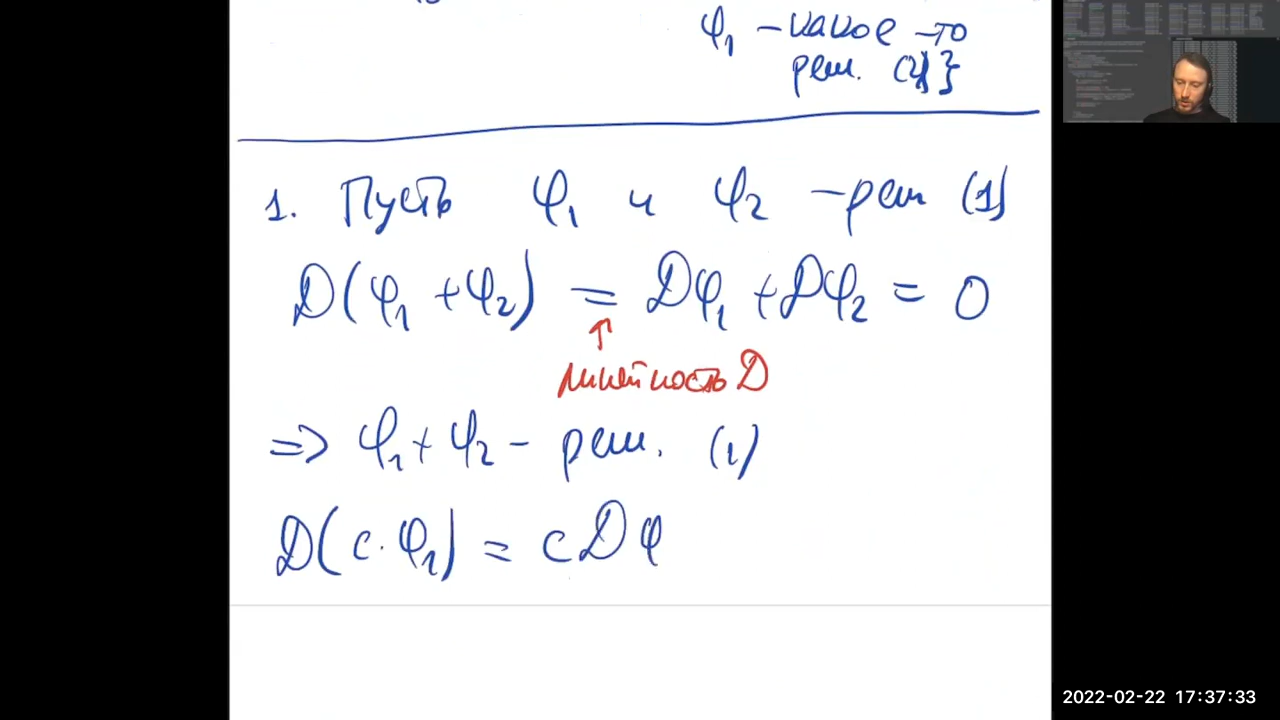 φ₁ – какое-то
реш. (2)}
1. Пусть φ₁ и φ₂ – реш (1)
D(φ₁ + φ₂) = Dφ₁ + Dφ₂ = 0
↑
линейность D
=> φ₁ + φ₂ – реш. (1)
D(c·φ₁) = cDφ
2022-02-22 17:37:33